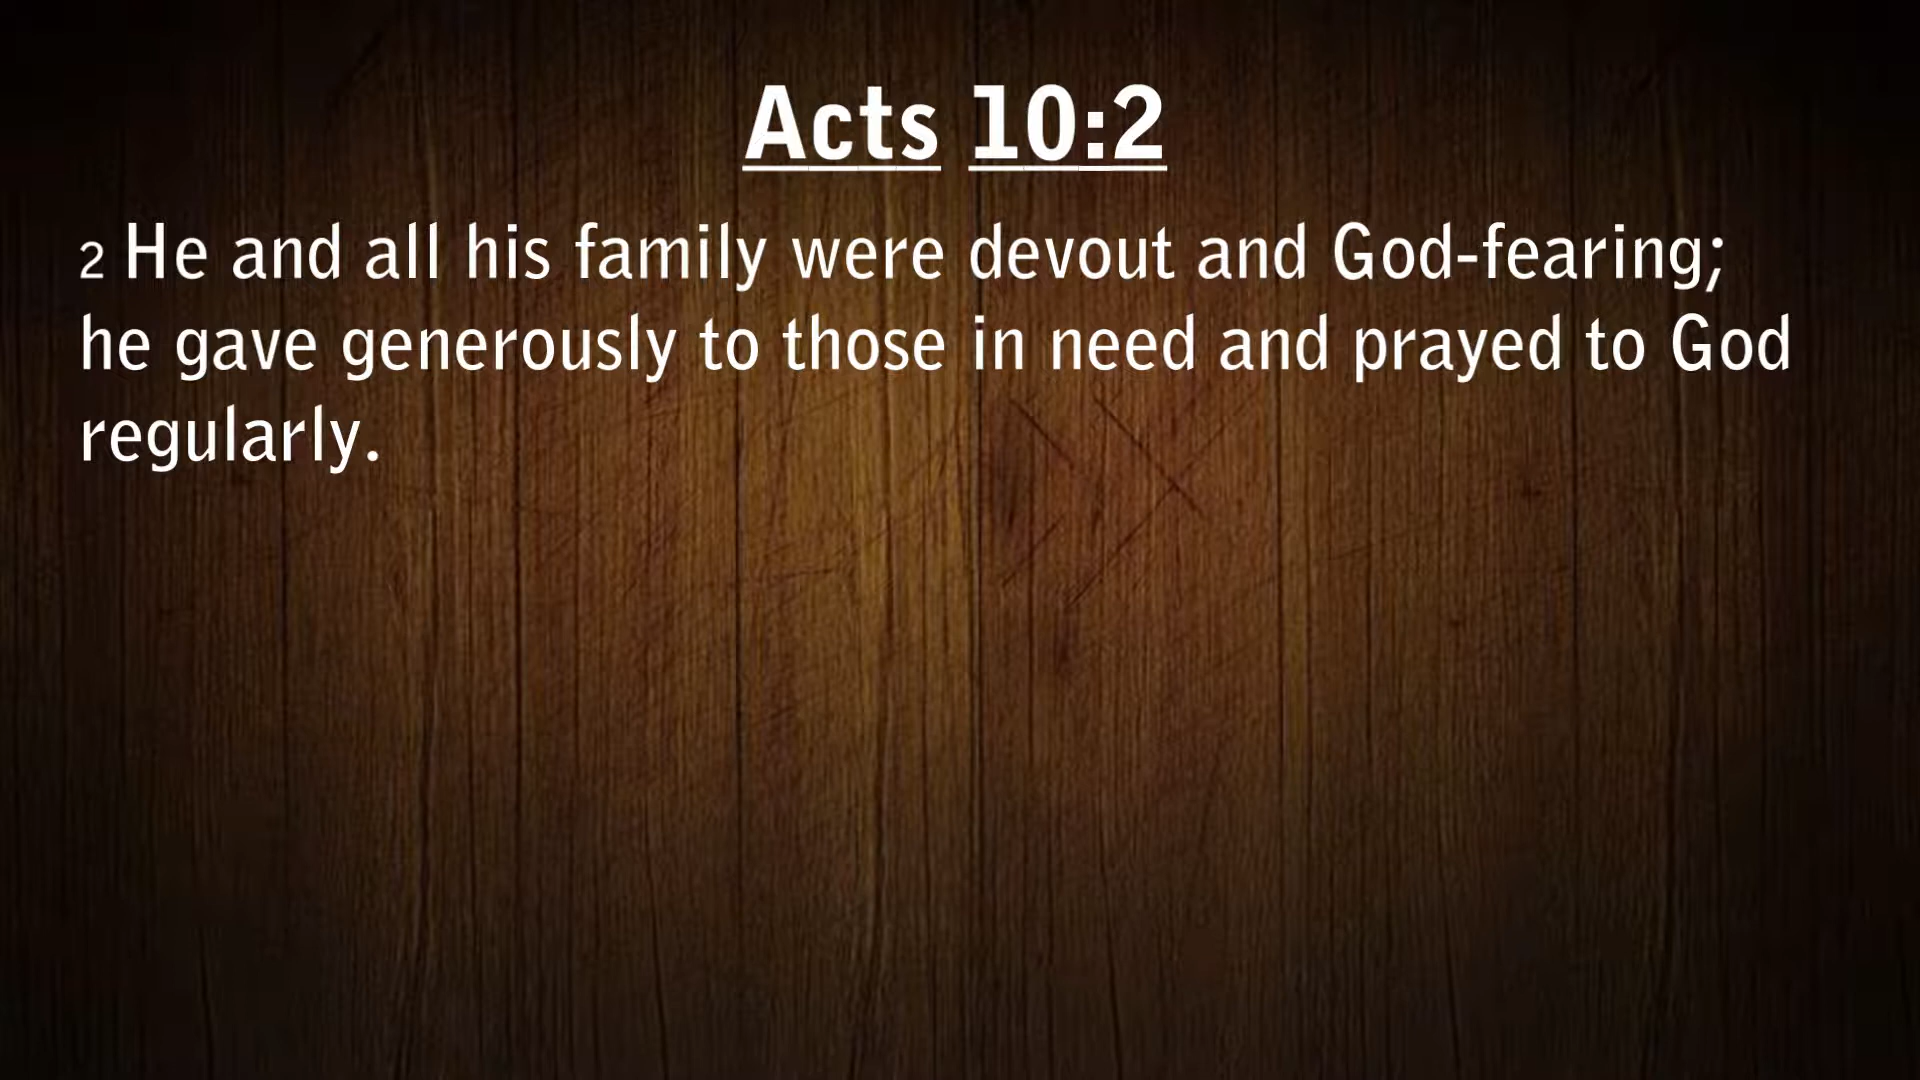 Acts 10:2
2 He and all his family were devout and God-fearing;
he gave generously to those in need and prayed to God
regularly.